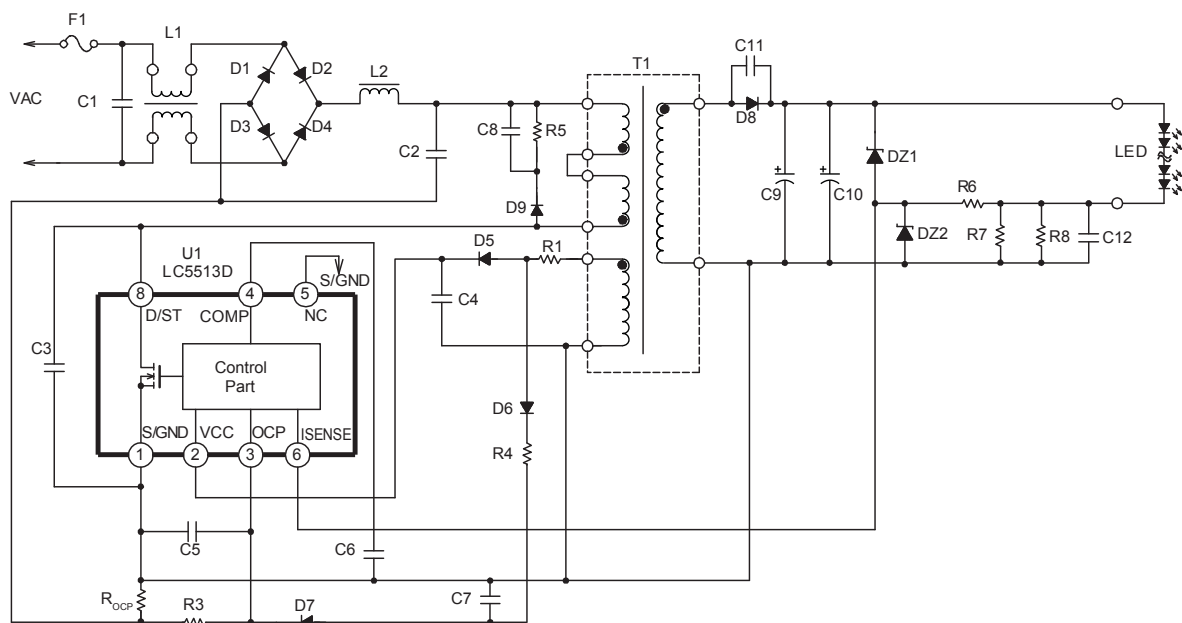 F1
L1
VAC
C1
D1
D2
D3
D4
L2
C2
C8
R5
D9
T1
C11
D8
C9
C10
DZ1
LED
R6
DZ2
R7
R8
C12
U1
LC5513D
S/GND
8
4
5
D/ST
COMP
NC
C3
Control
Part
S/GND
VCC
OCP
ISENSE
1
2
3
6
D5
R1
C4
D6
R4
C5
C6
C7
ROCP
R3
D7
+
+